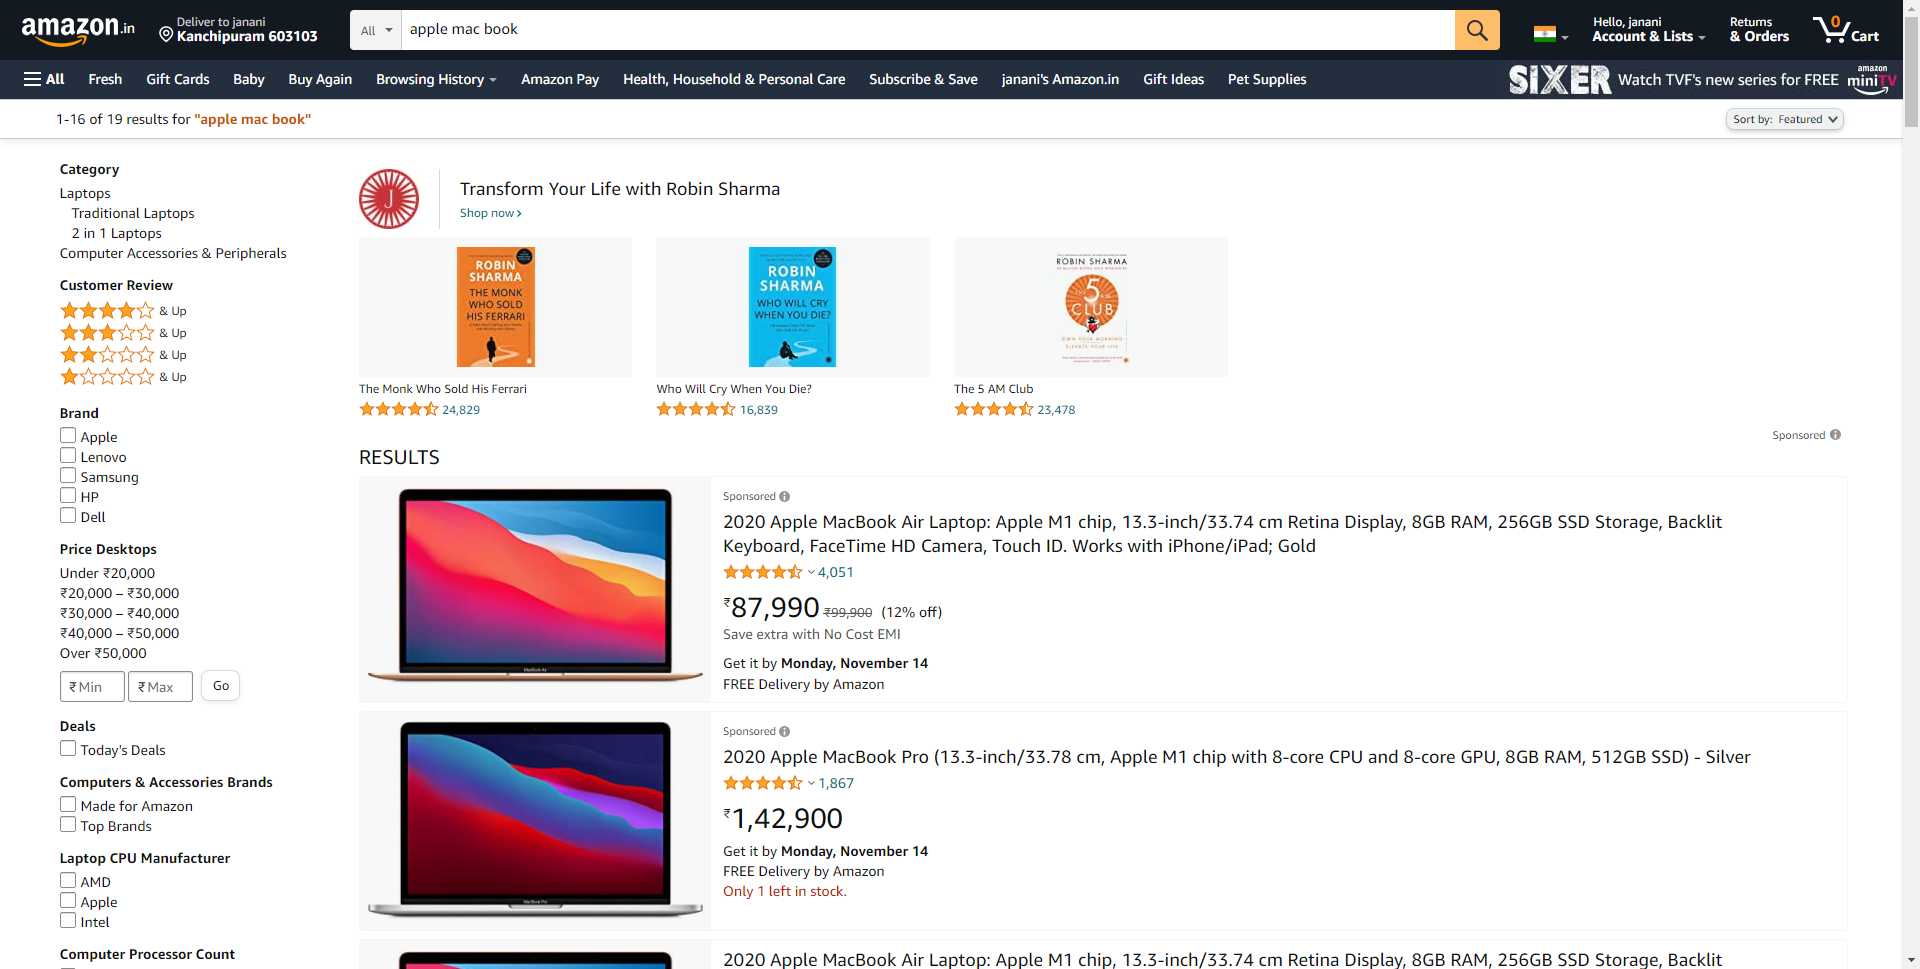 amazon.in
Deliver to janani
Kanchipuram 603103
All
apple mac book
Hello, janani
Account & Lists
Returns
& Orders
0
Cart
All
Fresh
Gift Cards
Baby
Buy Again
Browsing History
Amazon Pay
Health, Household & Personal Care
Subscribe & Save
janani's Amazon.in
Gift Ideas
Pet Supplies
SIXER
Watch TVF's new series for FREE
amazon
miniTV
1-16 of 19 results for "apple mac book"
Sort by: Featured
Category
Laptops
Traditional Laptops
2 in 1 Laptops
Computer Accessories & Peripherals
Customer Review
& Up
& Up
& Up
& Up
Brand
Apple
Lenovo
Samsung
HP
Dell
Price Desktops
Under ₹20,000
₹20,000 – ₹30,000
₹30,000 – ₹40,000
₹40,000 – ₹50,000
Over ₹50,000
₹ Min
₹ Max
Go
Deals
Today's Deals
Computers & Accessories Brands
Made for Amazon
Top Brands
Laptop CPU Manufacturer
AMD
Apple
Intel
Computer Processor Count
J
Transform Your Life with Robin Sharma
Shop now
ROBIN
SHARMA
THE MONK
WHO SOLD
HIS FERRARI
The Monk Who Sold His Ferrari
24,829
ROBIN
SHARMA
WHO WILL CRY
WHEN YOU DIE?
Who Will Cry When You Die?
16,839
ROBIN SHARMA
THE
5AM
CLUB
OWN YOUR MORNING
ELEVATE YOUR LIFE
The 5 AM Club
23,478
Sponsored
RESULTS
MacBook Air
Sponsored
2020 Apple MacBook Air Laptop: Apple M1 chip, 13.3-inch/33.74 cm Retina Display, 8GB RAM, 256GB SSD Storage, Backlit
Keyboard, FaceTime HD Camera, Touch ID. Works with iPhone/iPad; Gold
4,051
₹87,990 ₹99,900 (12% off)
Save extra with No Cost EMI
Get it by Monday, November 14
FREE Delivery by Amazon
MacBook Pro
Sponsored
2020 Apple MacBook Pro (13.3-inch/33.78 cm, Apple M1 chip with 8-core CPU and 8-core GPU, 8GB RAM, 512GB SSD) - Silver
1,867
₹1,42,900
Get it by Monday, November 14
FREE Delivery by Amazon
Only 1 left in stock.
2020 Apple MacBook Air Laptop: Apple M1 chip, 13.3-inch/33.74 cm Retina Display, 8GB RAM, 256GB SSD Storage, Backlit